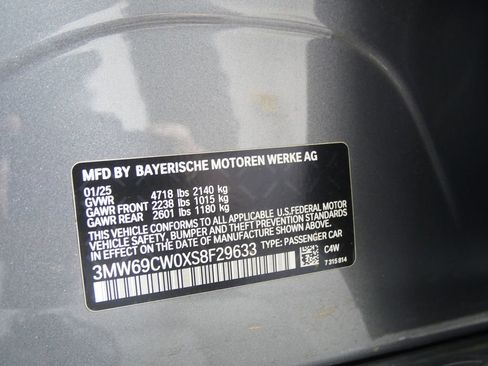 MFD BY BAYERISCHE MOTOREN WERKE AG
01/25 4718 lbs 2140 kg
GVWR
GAWR FRONT 2238 lbs 1015 kg
GAWR REAR 2601 lbs 1180 kg
THIS VEHICLE CONFORMS TO ALL APPLICABLE U.S.FEDERAL MOTOR
VEHICLE SAFETY, BUMPER, AND THEFT PREVENTION STANDARDS
IN EFFECT ON THE DATE OF MANUFACTURE SHOWN ABOVE.
3MW69CW0XS8F29633 TYPE: PASSENGER CAR
C4W
7 315 814